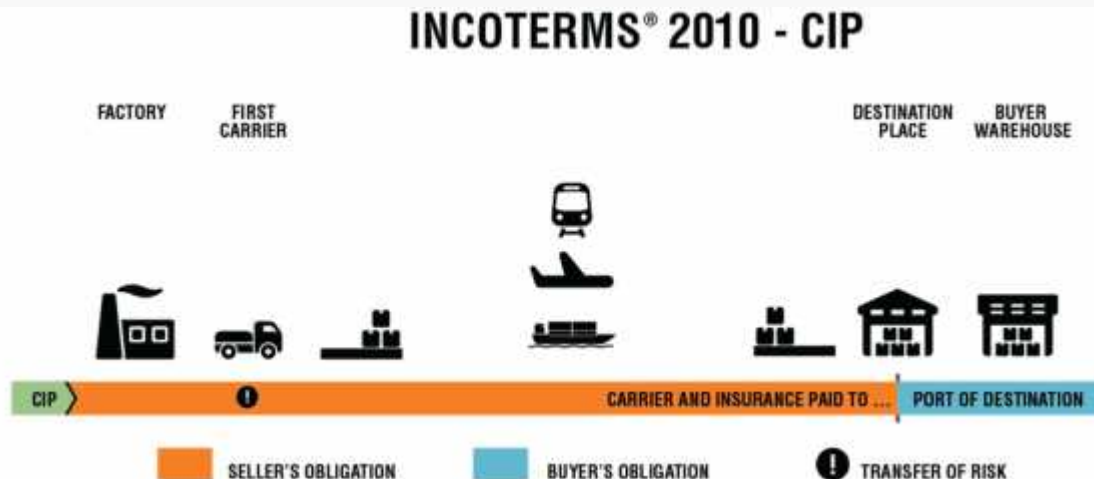 INCOTERMS® 2010 - CIP
FACTORY
FIRST
CARRIER
DESTINATION
PLACE
BUYER
WAREHOUSE
CIP
!
CARRIER AND INSURANCE PAID TO ...
PORT OF DESTINATION
SELLER'S OBLIGATION
BUYER'S OBLIGATION
! TRANSFER OF RISK